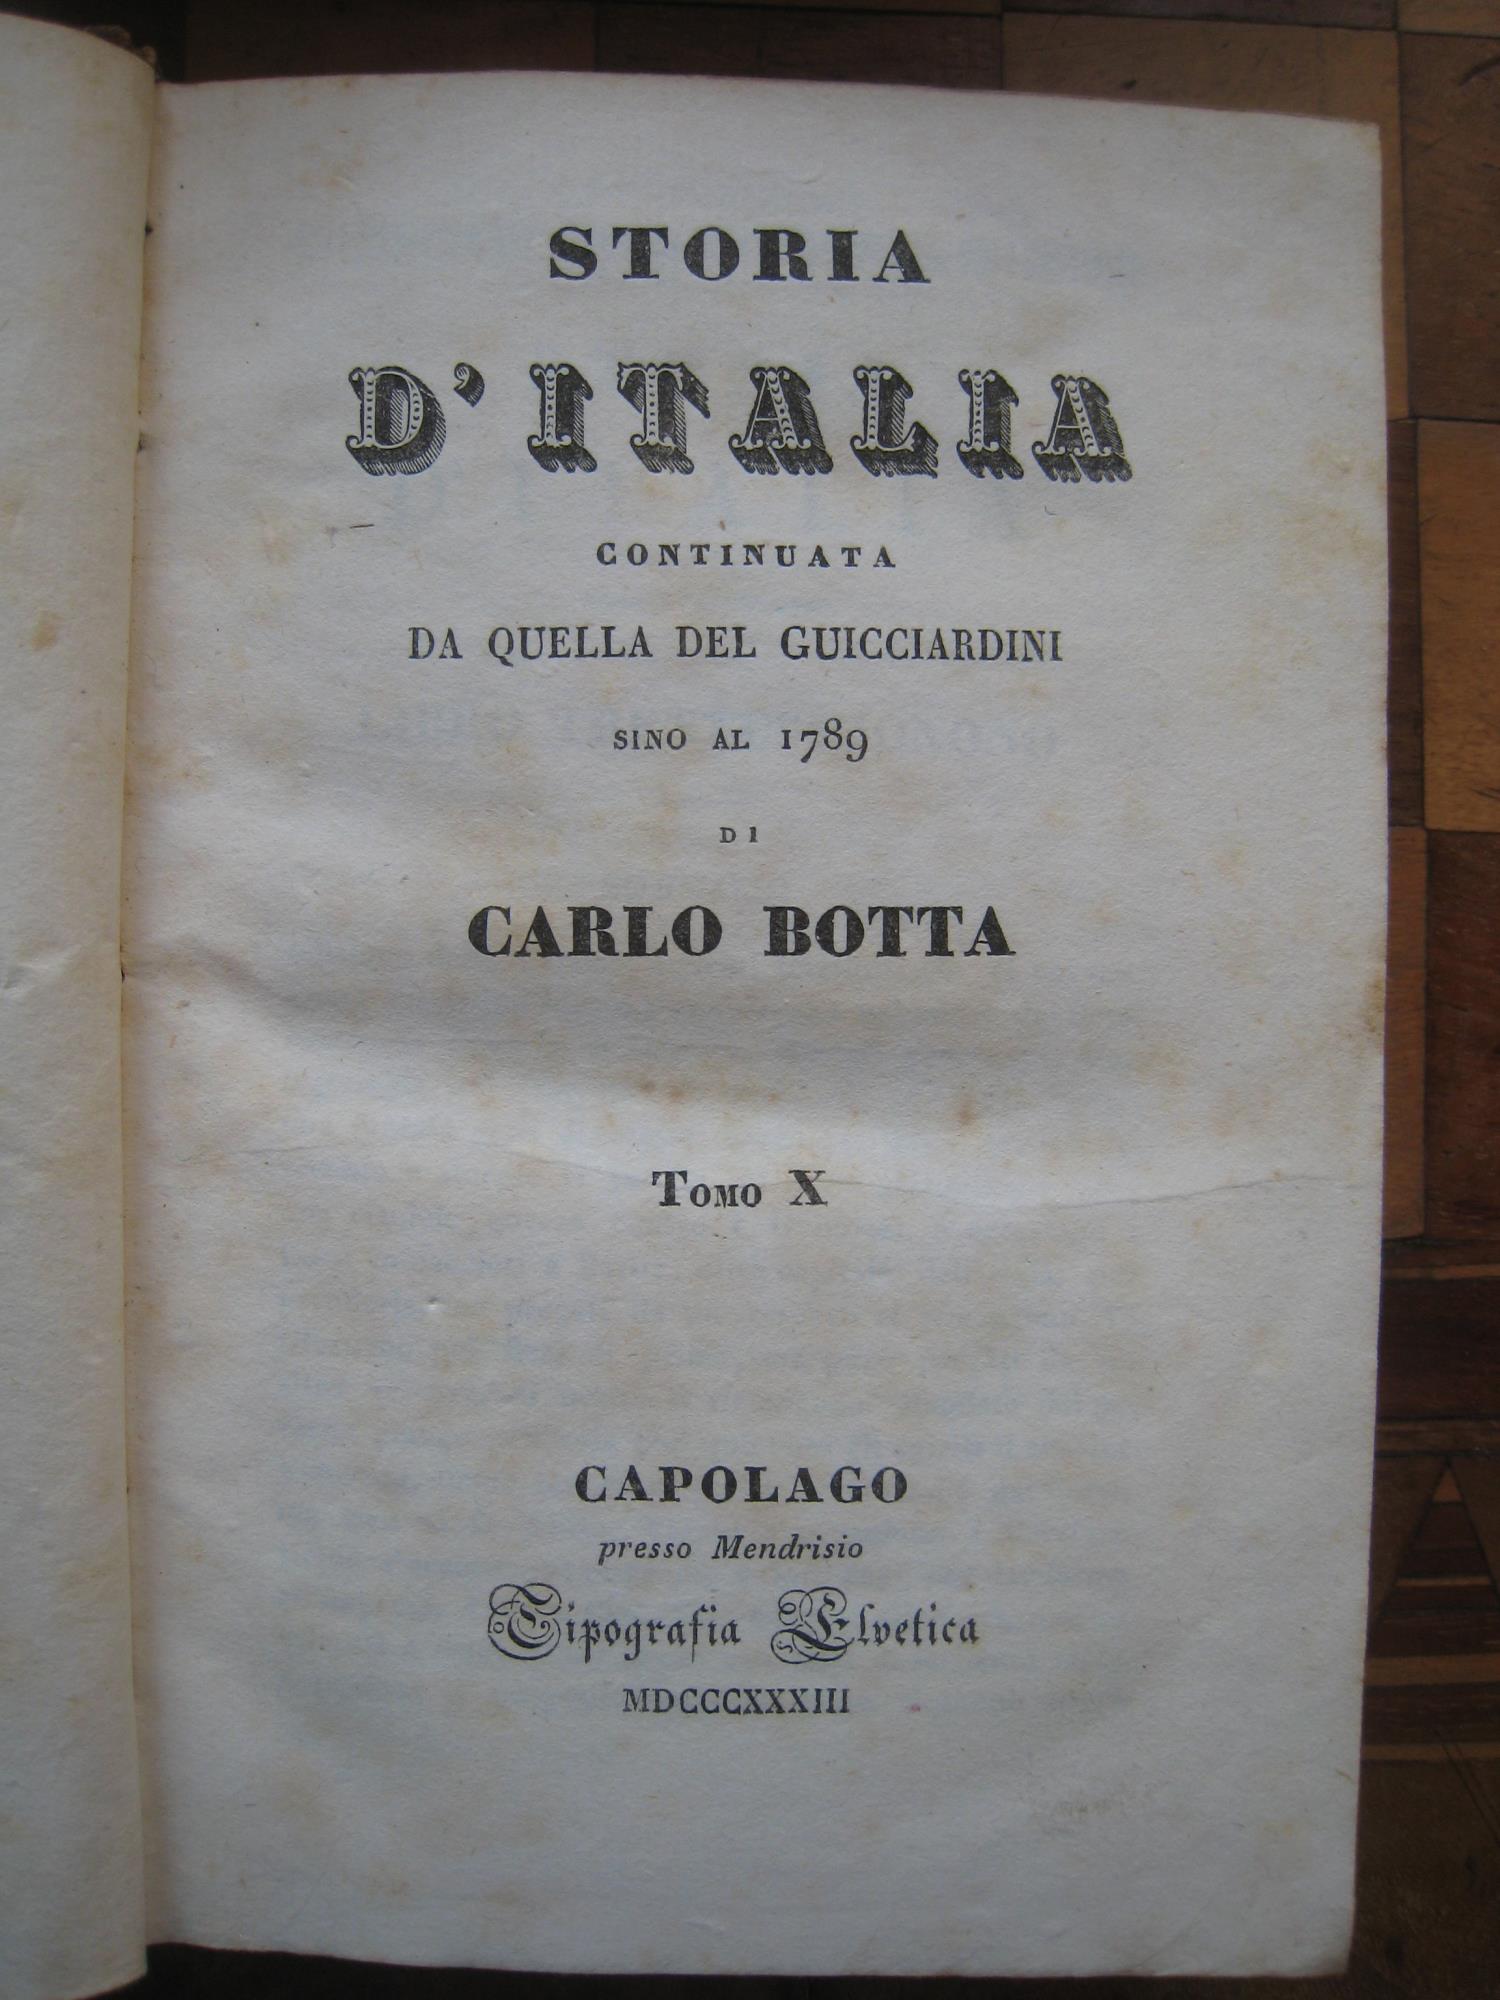 STORIA
D'ITALIA
CONTINUATA
DA QUELLA DEL GUICCIARDINI
SINO AL 1789
DI
CARLO BOTTA
Tomo X
CAPOLAGO
presso Mendrisio
Tipografia Elvetica
MDCCCXXXIII